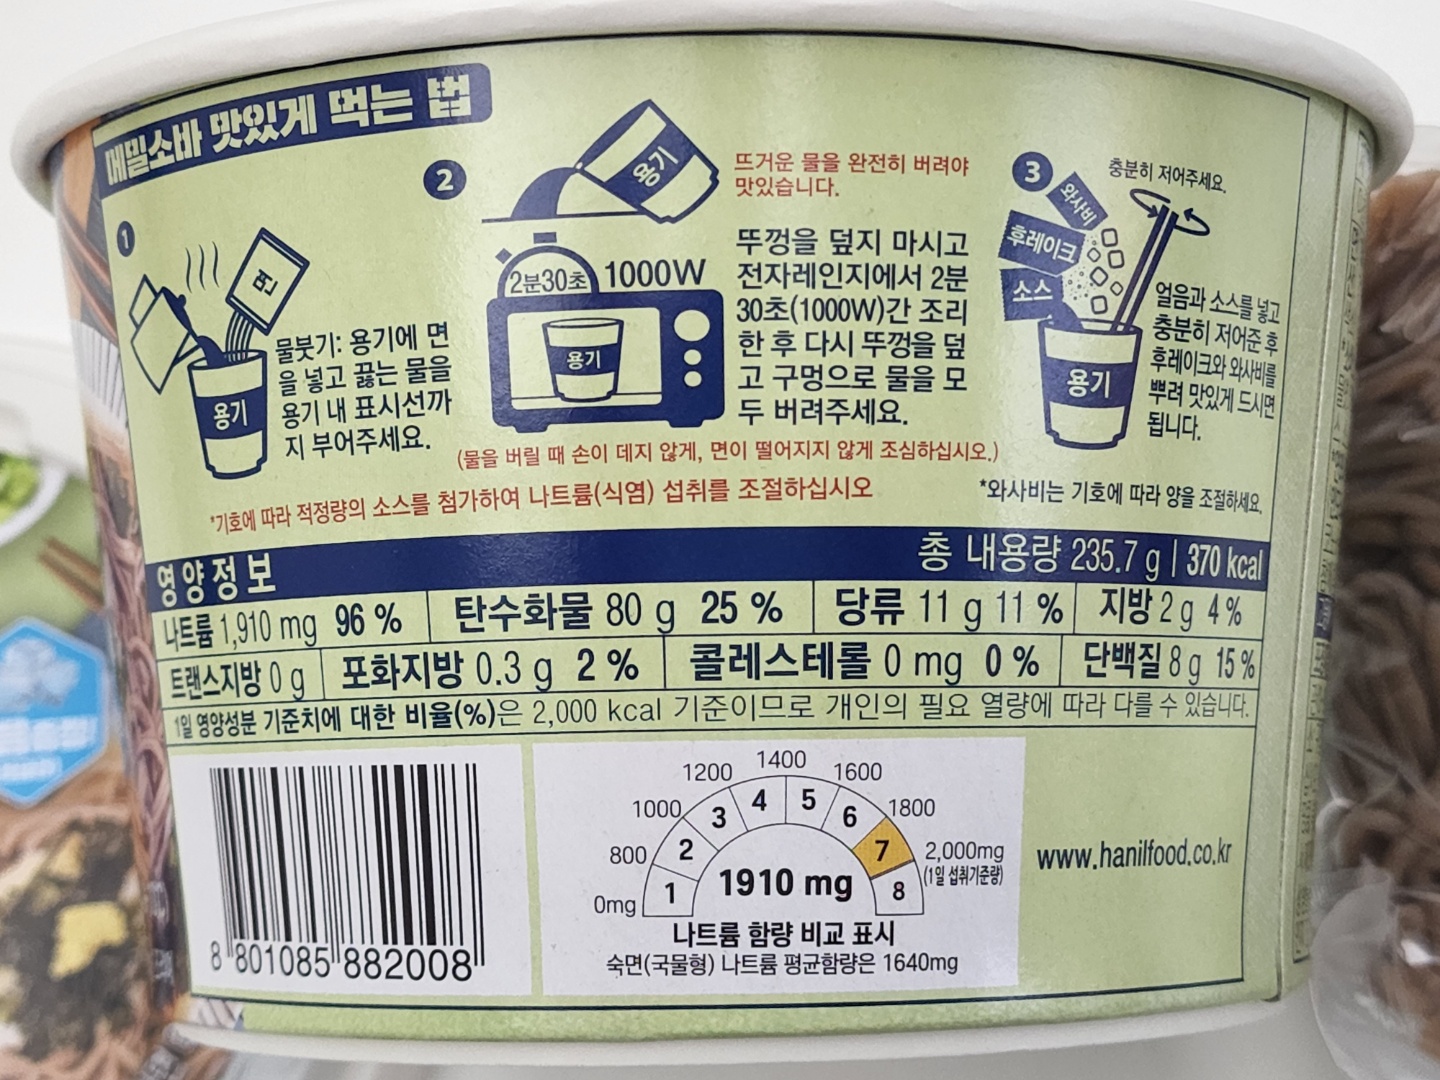 메밀소바 맛있게 먹는 법
1
면
용기
물붓기: 용기에 면
을 넣고 끓는 물을
용기 내 표시선까
지 부어주세요.
2
용기
뜨거운 물을 완전히 버려야
맛있습니다.
2분30초 1000W
용기
뚜껑을 덮지 마시고
전자레인지에서 2분
30초(1000W)간 조리
한 후 다시 뚜껑을 덮
고 구멍으로 물을 모
두 버려주세요.
(물을 버릴 때 손이 데지 않게, 면이 떨어지지 않게 조심하십시오.)
3
충분히 저어주세요.
와사비
후레이크
소스
용기
얼음과 소스를 넣고
충분히 저어준 후
후레이크와 와사비를
뿌려 맛있게 드시면
됩니다.
*기호에 따라 적정량의 소스를 첨가하여 나트륨(식염) 섭취를 조절하십시오
*와사비는 기호에 따라 양을 조절하세요.
영양정보
총 내용량 235.7 g | 370 kcal
나트륨 1,910 mg 96 % 탄수화물 80 g 25 % 당류 11 g 11 % 지방 2 g 4 %
트랜스지방 0 g 포화지방 0.3 g 2 % 콜레스테롤 0 mg 0 % 단백질 8 g 15 %
1일 영양성분 기준치에 대한 비율(%)은 2,000 kcal 기준이므로 개인의 필요 열량에 따라 다를 수 있습니다.
8 801085 882008
0mg 800 1000 1200 1400 1600 1800 2,000mg
(1일 섭취기준량)
1 2 3 4 5 6 7 8
1910 mg
나트륨 함량 비교 표시
숙면(국물형) 나트륨 평균함량은 1640mg
www.hanilfood.co.kr